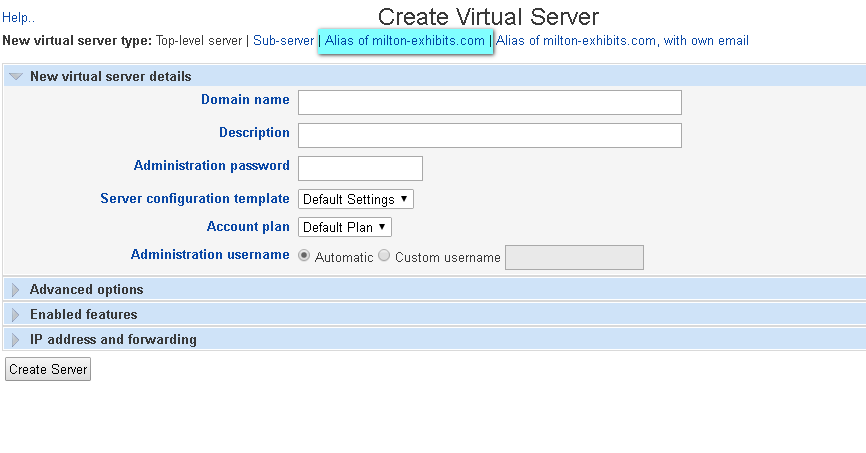 Help..
Create Virtual Server
New virtual server type: Top-level server | Sub-server | Alias of milton-exhibits.com | Alias of milton-exhibits.com, with own email
New virtual server details
Domain name
Description
Administration password
Server configuration template Default Settings
Account plan Default Plan
Administration username Automatic Custom username
Advanced options
Enabled features
IP address and forwarding
Create Server